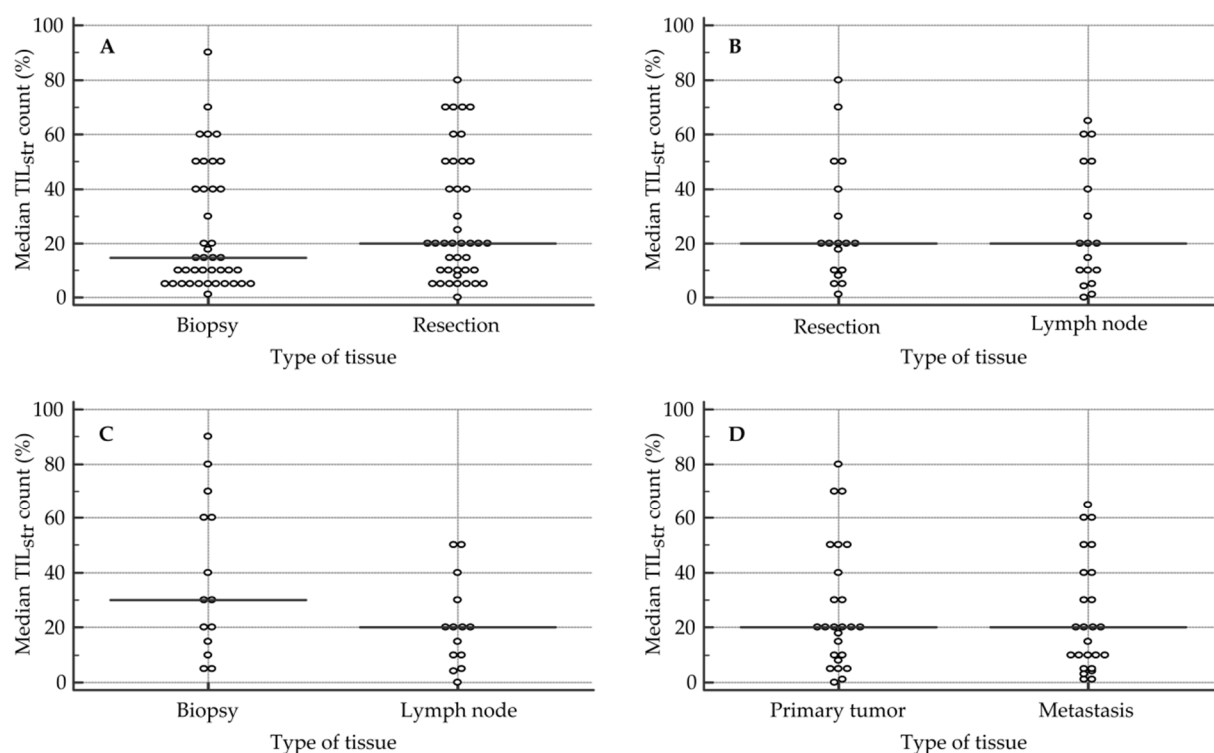 A
Median TILstr count (%)
100
80
60
40
20
0
Biopsy Resection
Type of tissue
B
Median TILstr count (%)
100
80
60
40
20
0
Resection Lymph node
Type of tissue
C
Median TILstr count (%)
100
80
60
40
20
0
Biopsy Lymph node
Type of tissue
D
Median TILstr count (%)
100
80
60
40
20
0
Primary tumor Metastasis
Type of tissue